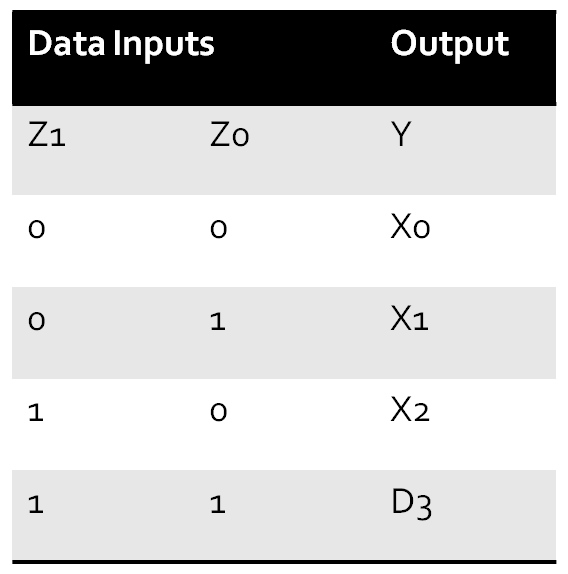 Data Inputs Output
Z1 Z0 Y
0 0 X0
0 1 X1
1 0 X2
1 1 D3